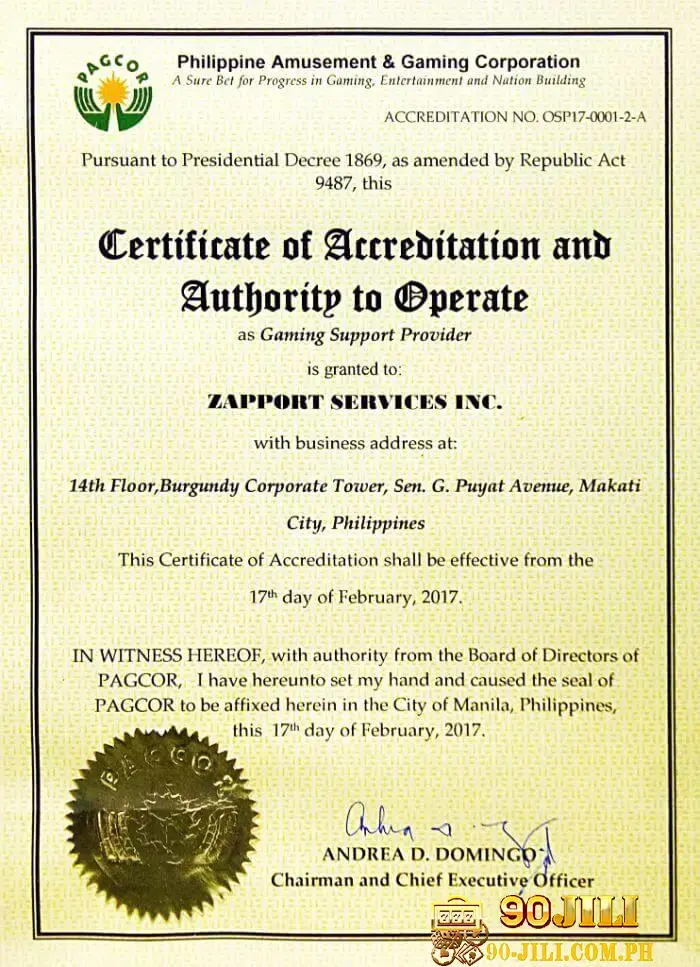 PAGCOR
Philippine Amusement & Gaming Corporation
A Sure Bet for Progress in Gaming, Entertainment and Nation Building
ACCREDITATION NO. OSP17-0001-2-A
Pursuant to Presidential Decree 1869, as amended by Republic Act
9487, this
Certificate of Accreditation and
Authority to Operate
as Gaming Support Provider
is granted to:
ZAPPORT SERVICES INC.
with business address at:
14th Floor,Burgundy Corporate Tower, Sen. G. Puyat Avenue, Makati
City, Philippines
This Certificate of Accreditation shall be effective from the
17th day of February, 2017.
IN WITNESS HEREOF, with authority from the Board of Directors of
PAGCOR, I have hereunto set my hand and caused the seal of
PAGCOR to be affixed herein in the City of Manila, Philippines,
this 17th day of February, 2017.
PAGCOR
ANDREA D. DOMINGO
Chairman and Chief Executive Officer
777
90JILI
90-JILI.COM.PH